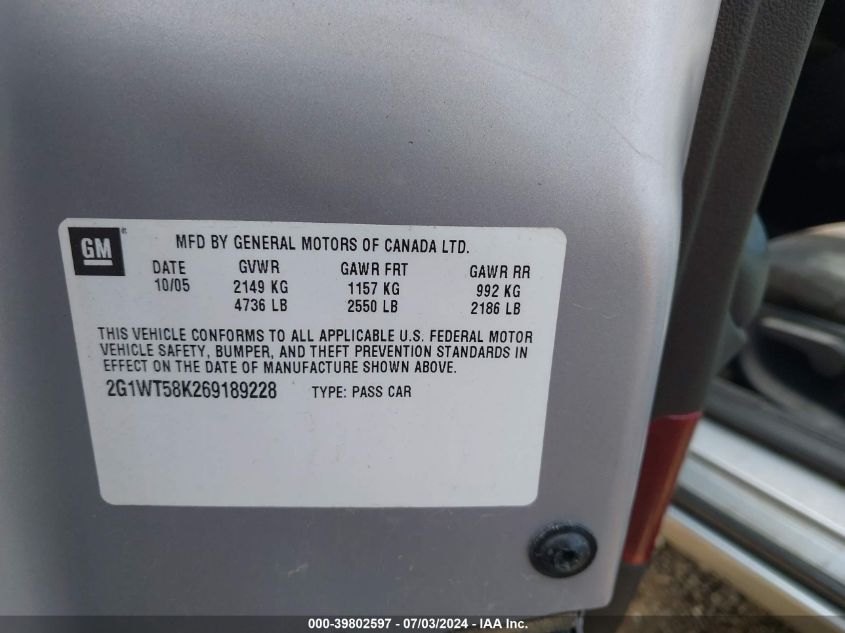 GM
MFD BY GENERAL MOTORS OF CANADA LTD.
DATE GVWR GAWR FRT GAWR RR
10/05 2149 KG 1157 KG 992 KG
4736 LB 2550 LB 2186 LB
THIS VEHICLE CONFORMS TO ALL APPLICABLE U.S. FEDERAL MOTOR
VEHICLE SAFETY, BUMPER, AND THEFT PREVENTION STANDARDS IN
EFFECT ON THE DATE OF MANUFACTURE SHOWN ABOVE.
2G1WT58K269189228 TYPE: PASS CAR
000-39802597 - 07/03/2024 - IAA Inc.